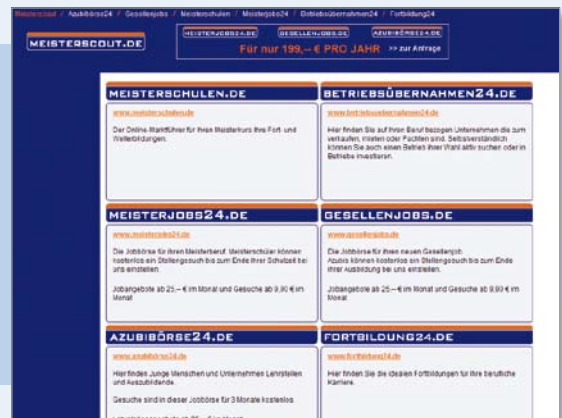 Meisterscout / Azubibörse24 / Gesellenjobs / Meisterschulen / Meisterjobs24 / Betriebsübernahmen24 / Fortbildung24
MEISTERSCOUT.DE
MEISTERJOBS24.DE GESELLENJOBS.DE AZUBIBÖRSE24.DE
Für nur 199,-- € PRO JAHR >> zur Anfrage
MEISTERSCHULEN.DE
www.meisterschulen.de
Der Online-Marktführer für Ihren Meisterkurs Ihre Fort- und
Weiterbildungen.
BETRIEBSÜBERNAHMEN24.DE
www.betriebsuebernahmen24.de
Hier finden Sie auf Ihren Beruf bezogen Unternehmen die zum
verkaufen, mieten oder Pachten sind. Selbsverständlich
können Sie auch einen Betrieb ihrer Wahl aktiv suchen oder in
Betriebe investieren.
MEISTERJOBS24.DE
www.meisterjobs24.de
Die Jobbörse für ihren Meisterberuf. Meisterschüler können
kostenlos ein Stellengesuch bis zum Ende ihrer Schulzeit bei
uns einstellen.
Jobangebote ab 25,-- € im Monat und Gesuche ab 9,90 € im
Monat
GESELLENJOBS.DE
www.gesellenjobs.de
Die Jobbörse für ihren neuen Gesellenjob.
Azubis können kostenlos ein Stellengesuch bis zum Ende
ihrer Ausbildung bei uns einstellen.
Jobangebote ab 25,-- € im Monat und Gesuche ab 9,90 € im
Monat
AZUBIBÖRSE24.DE
www.azubibörse24.de
Hier finden Junge Menschen und Unternehmen Lehrstellen
und Auszubildende.
Gesuche sind in dieser Jobbörse für 3 Monate kostenlos.
FORTBILDUNG24.DE
www.fortbildung24.de
Hier finden Sie die idealen Fortbildungen für ihre berufliche
Karriere.